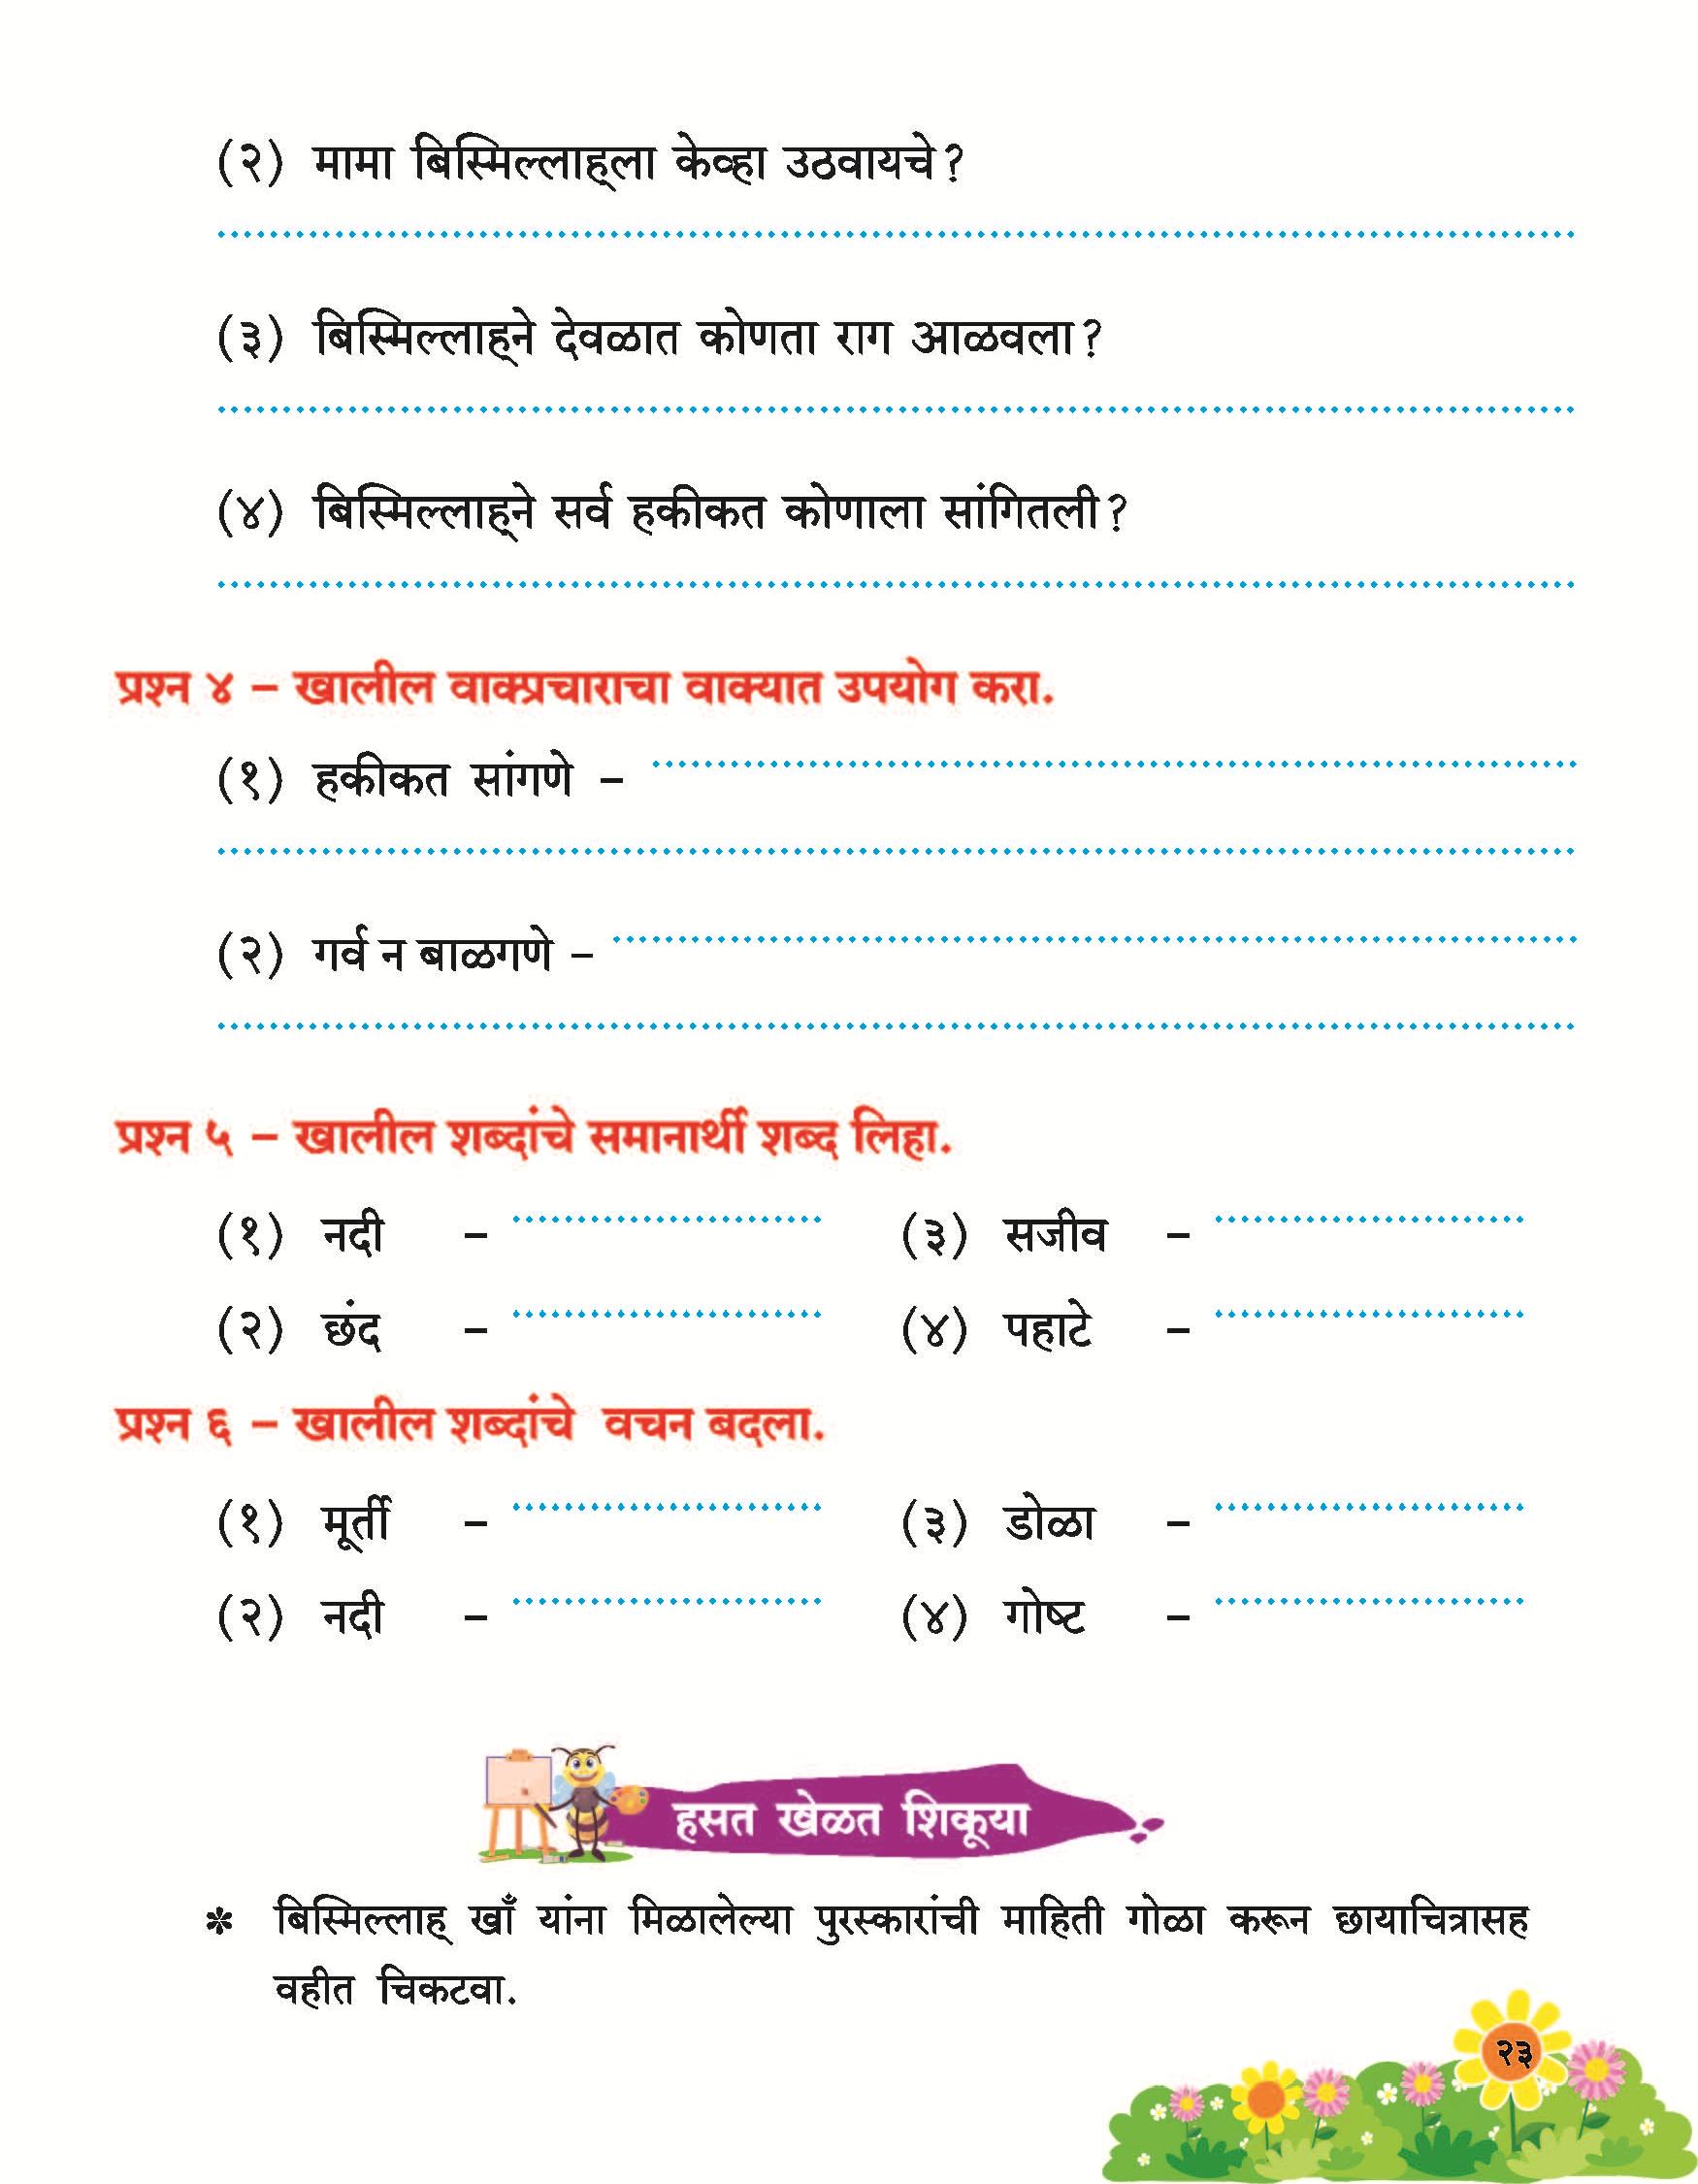 (२) मामा बिस्मिल्लाह्‌ला केव्हा उठवायचे?
(३) बिस्मिल्लाह्‌ने देवळात कोणता राग आळवला?
(४) बिस्मिल्लाह्‌ने सर्व हकीकत कोणाला सांगितली?
प्रश्न ४ – खालील वाक्प्रचाराचा वाक्यात उपयोग करा.
(१) हकीकत सांगणे –
(२) गर्व न बाळगणे –
प्रश्न ५ – खालील शब्दांचे समानार्थी शब्द लिहा.
(१) नदी – (३) सजीव –
(२) छंद – (४) पहाटे –
प्रश्न ६ – खालील शब्दांचे वचन बदला.
(१) मूर्ती – (३) डोळा –
(२) नदी – (४) गोष्ट –
हसत खेळत शिकूया
* बिस्मिल्लाह्‌ खाँ यांना मिळालेल्या पुरस्कारांची माहिती गोळा करून छायाचित्रासह
वहीत चिकटवा.
२३